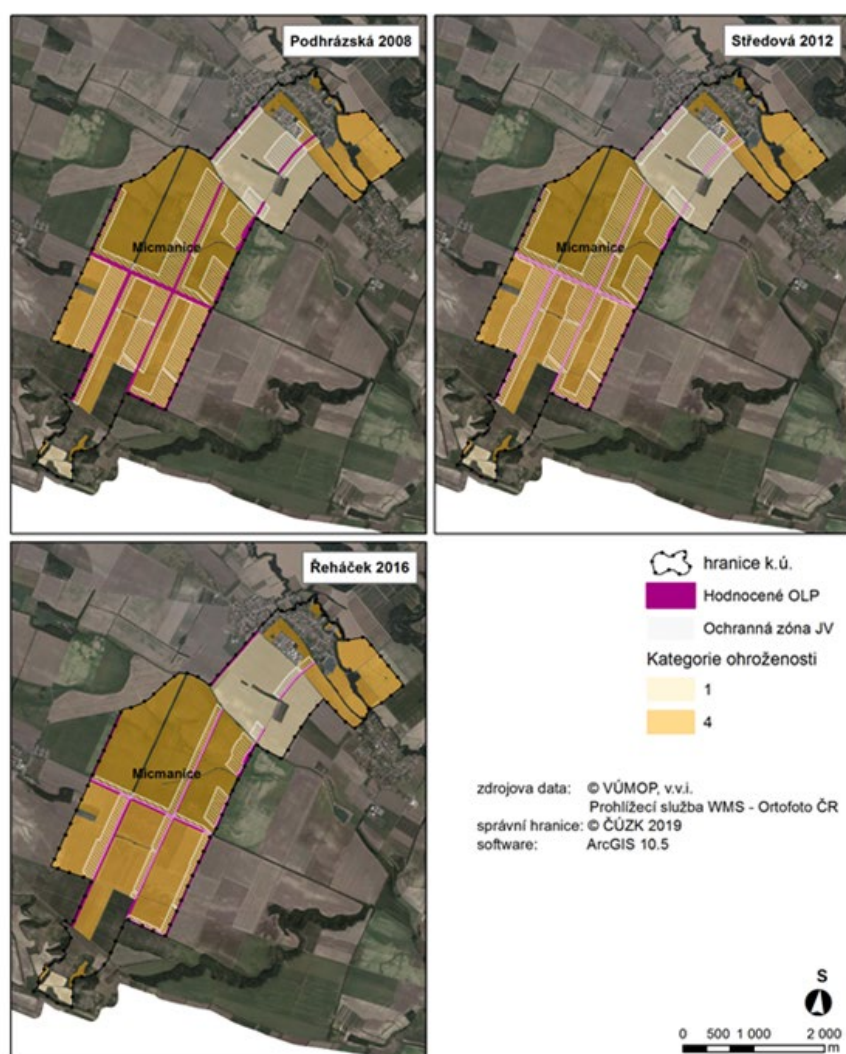 Podhrázská 2008
Středová 2012
Micmanice
Micmanice
Řeháček 2016
Micmanice
hranice k.ú.
Hodnocené OLP
Ochranná zóna JV
Kategorie ohroženosti
1
4
zdrojova data: © VÚMOP, v.v.i.
Prohlížecí služba WMS - Ortofoto ČR
správní hranice: © ČÚZK 2019
software: ArcGIS 10.5
S
0 500 1 000 2 000
m